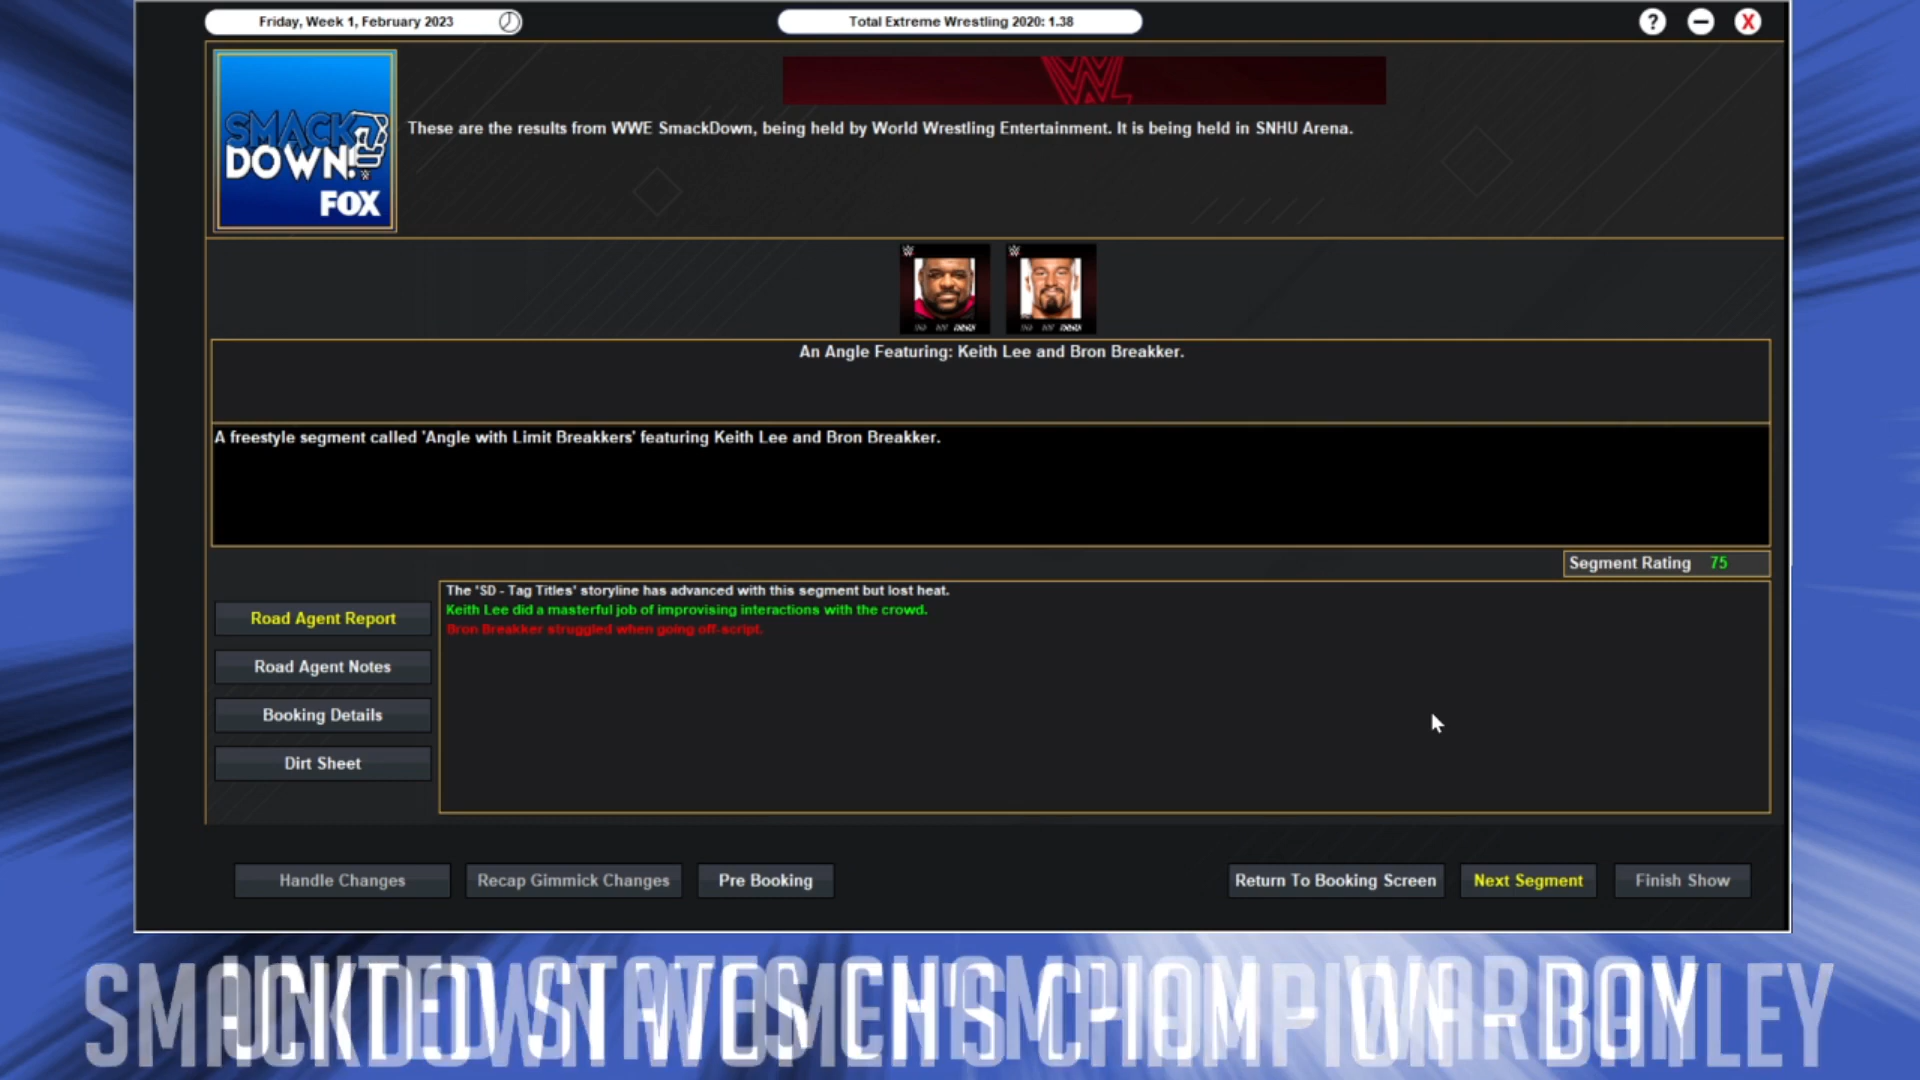 Friday, Week 1, February 2023
Total Extreme Wrestling 2020: 1.38
?
X
SMACK
DOWN!
FOX
These are the results from WWE SmackDown, being held by World Wrestling Entertainment. It is being held in SNHU Arena.
An Angle Featuring: Keith Lee and Bron Breakker.
A freestyle segment called 'Angle with Limit Breakkers' featuring Keith Lee and Bron Breakker.
Segment Rating 75
The 'SD - Tag Titles' storyline has advanced with this segment but lost heat.
Keith Lee did a masterful job of improvising interactions with the crowd.
Bron Breakker struggled when going off-script.
Road Agent Report
Road Agent Notes
Booking Details
Dirt Sheet
Handle Changes
Recap Gimmick Changes
Pre Booking
Return To Booking Screen
Next Segment
Finish Show